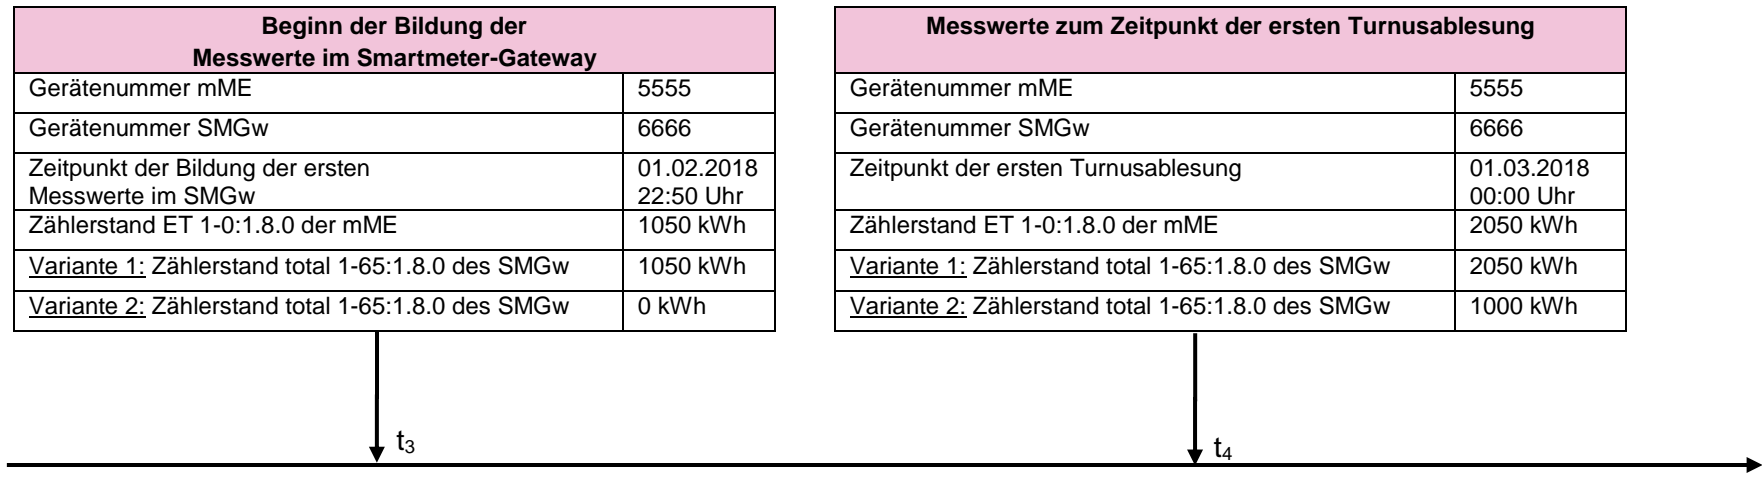 Beginn der Bildung der
Messwerte im Smartmeter-Gateway
Gerätenummer mME 5555
Gerätenummer SMGw 6666
Zeitpunkt der Bildung der ersten 01.02.2018
Messwerte im SMGw 22:50 Uhr
Zählerstand ET 1-0:1.8.0 der mME 1050 kWh
Variante 1: Zählerstand total 1-65:1.8.0 des SMGw 1050 kWh
Variante 2: Zählerstand total 1-65:1.8.0 des SMGw 0 kWh
t3
Messwerte zum Zeitpunkt der ersten Turnusablesung
Gerätenummer mME 5555
Gerätenummer SMGw 6666
Zeitpunkt der ersten Turnusablesung 01.03.2018
00:00 Uhr
Zählerstand ET 1-0:1.8.0 der mME 2050 kWh
Variante 1: Zählerstand total 1-65:1.8.0 des SMGw 2050 kWh
Variante 2: Zählerstand total 1-65:1.8.0 des SMGw 1000 kWh
t4